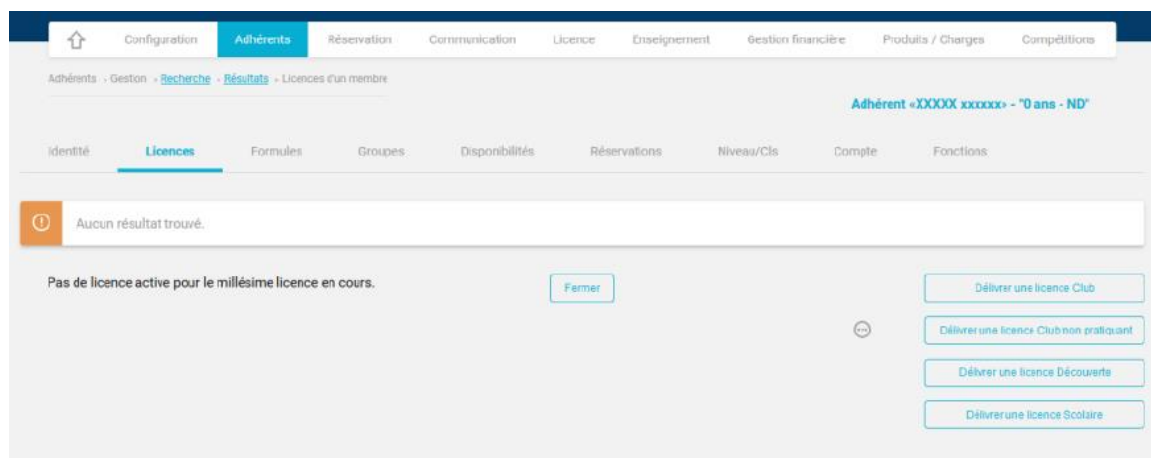 Configuration Adhérents Réservation Communication Licence Enseignement Gestion financière Produits / Charges Compétitions
Adhérents › Gestion › Recherche › Résultats › Licences d'un membre
Adhérent «XXXXX xxxxxx» - "0 ans - ND"
Identité Licences Formules Groupes Disponibilités Réservations Niveau/Cls Compte Fonctions
Aucun résultat trouvé.
Pas de licence active pour le millésime licence en cours. Fermer Délivrer une licence Club
Délivrer une licence Club non pratiquant
Délivrer une licence Découverte
Délivrer une licence Scolaire